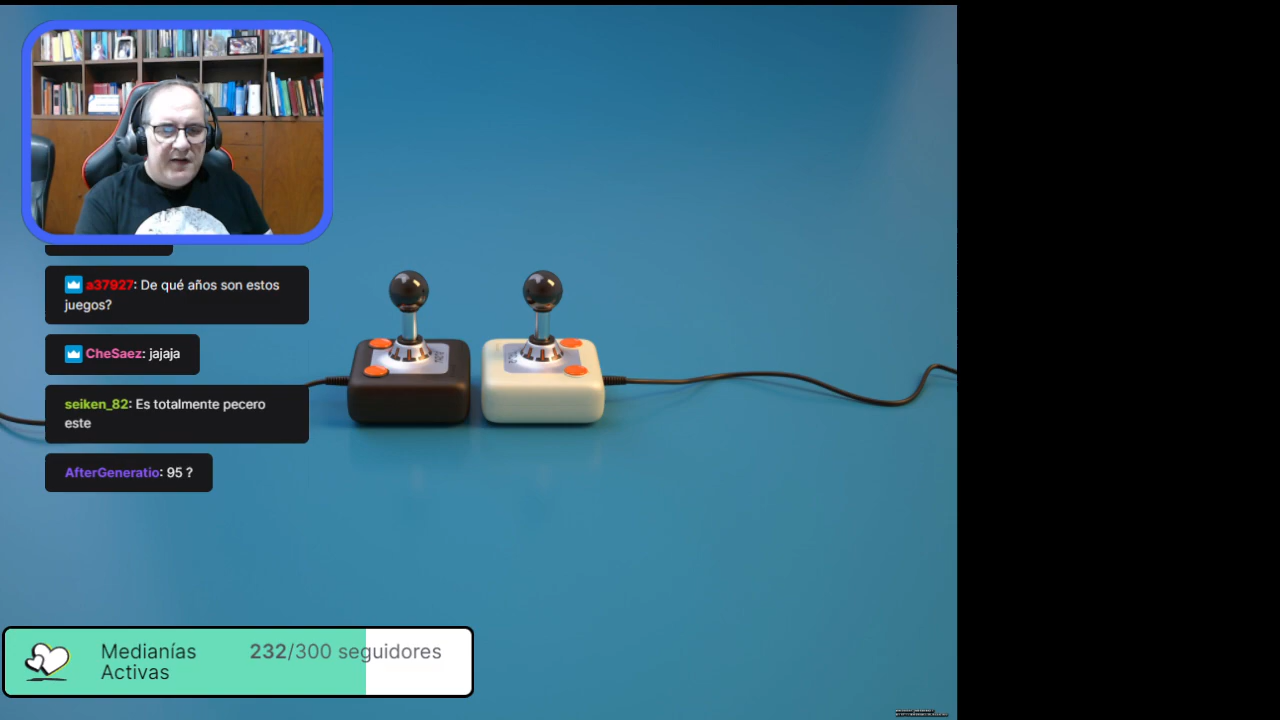 a37927: De qué años son estos
juegos?
CheSaez: jajaja
seiken_82: Es totalmente pecero
este
AfterGeneratio: 95 ?
Medianías
Activas
232/300 seguidores